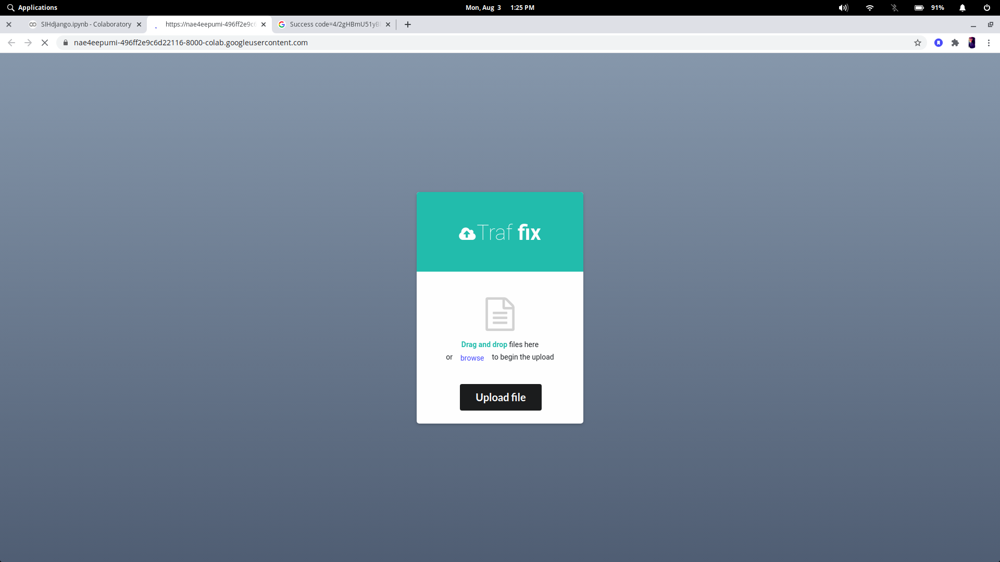 Applications
Mon, Aug 3 1:25 PM
91%
SIHdjango.ipynb - Colaboratory
https://nae4eepumi-496ff2e9c6
Success code=4/2gHBmU51yB
nae4eepumi-496ff2e9c6d22116-8000-colab.googleusercontent.com
Traf fix
Drag and drop files here
or browse to begin the upload
Upload file